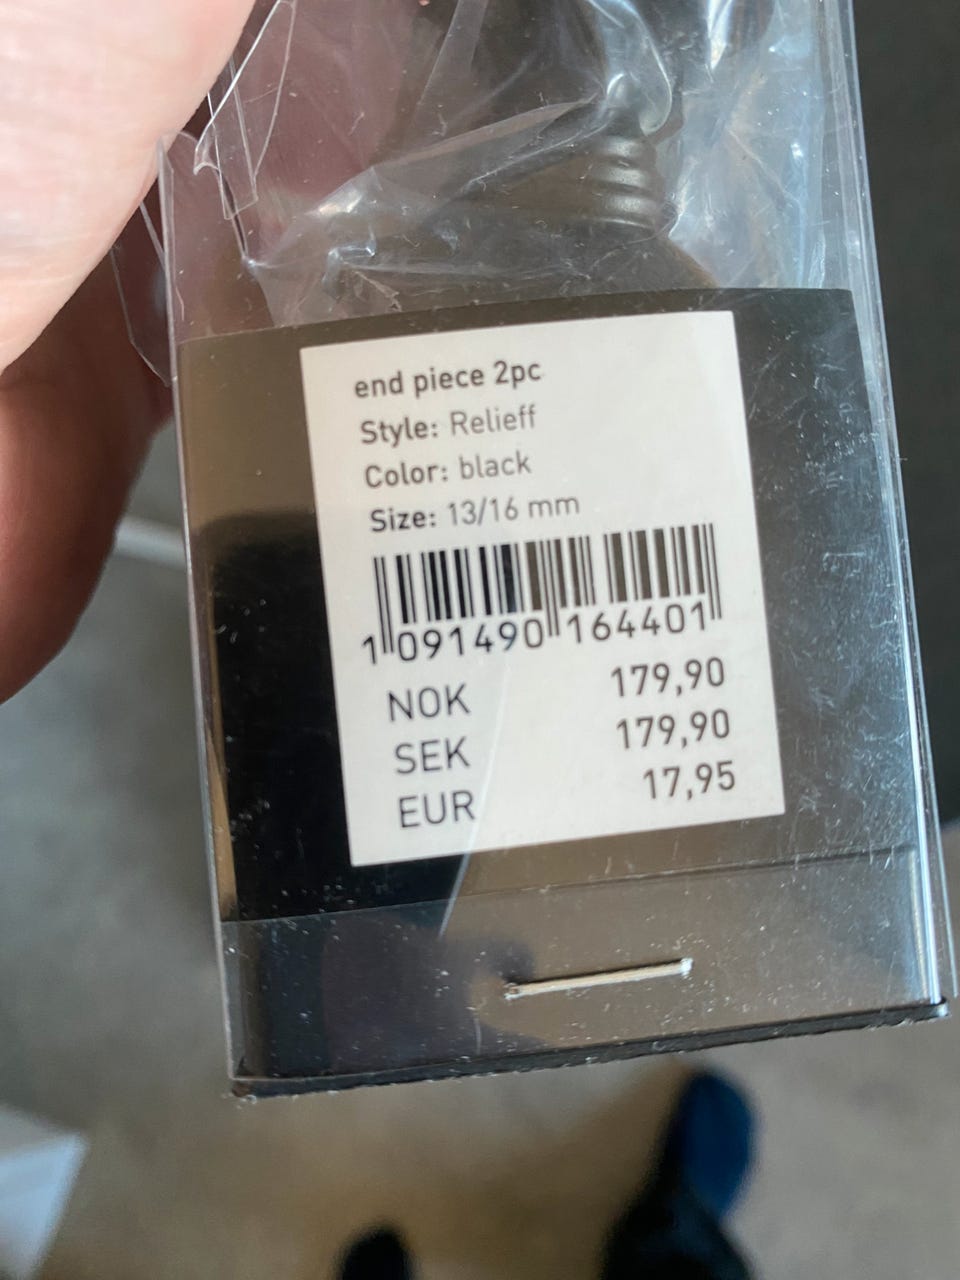 end piece 2pc
Style: Relieff
Color: black
Size: 13/16 mm
1 091490 164401
NOK 179,90
SEK 179,90
EUR 17,95